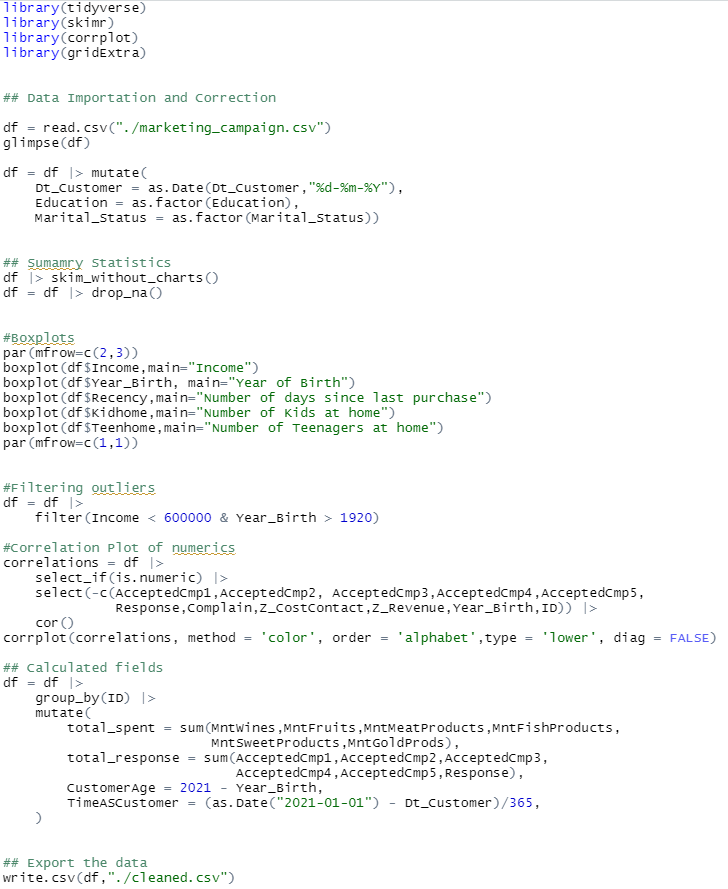 library(tidyverse)
library(skimr)
library(corrplot)
library(gridExtra)
## Data Importation and Correction
df = read.csv("./marketing_campaign.csv")
glimpse(df)
df = df |> mutate(
    Dt_Customer = as.Date(Dt_Customer,"%d-%m-%Y"),
    Education = as.factor(Education),
    Marital_Status = as.factor(Marital_Status))
## Sumamry Statistics
df |> skim_without_charts()
df = df |> drop_na()
#Boxplots
par(mfrow=c(2,3))
boxplot(df$Income,main="Income")
boxplot(df$Year_Birth, main="Year of Birth")
boxplot(df$Recency,main="Number of days since last purchase")
boxplot(df$Kidhome,main="Number of Kids at home")
boxplot(df$Teenhome,main="Number of Teenagers at home")
par(mfrow=c(1,1))
#Filtering outliers
df = df |>
    filter(Income < 600000 & Year_Birth > 1920)
#Correlation Plot of numerics
correlations = df |>
    select_if(is.numeric) |>
    select(-c(AcceptedCmp1,AcceptedCmp2, AcceptedCmp3,AcceptedCmp4,AcceptedCmp5,
              Response,Complain,Z_CostContact,Z_Revenue,Year_Birth,ID)) |>
    cor()
corrplot(correlations, method = 'color', order = 'alphabet',type = 'lower', diag = FALSE)
## Calculated fields
df = df |>
    group_by(ID) |>
    mutate(
        total_spent = sum(MntWines,MntFruits,MntMeatProducts,MntFishProducts,
                          MntSweetProducts,MntGoldProds),
        total_response = sum(AcceptedCmp1,AcceptedCmp2,AcceptedCmp3,
                             AcceptedCmp4,AcceptedCmp5,Response),
        CustomerAge = 2021 - Year_Birth,
        TimeASCustomer = (as.Date("2021-01-01") - Dt_Customer)/365,
    )
## Export the data
write.csv(df,"./cleaned.csv")